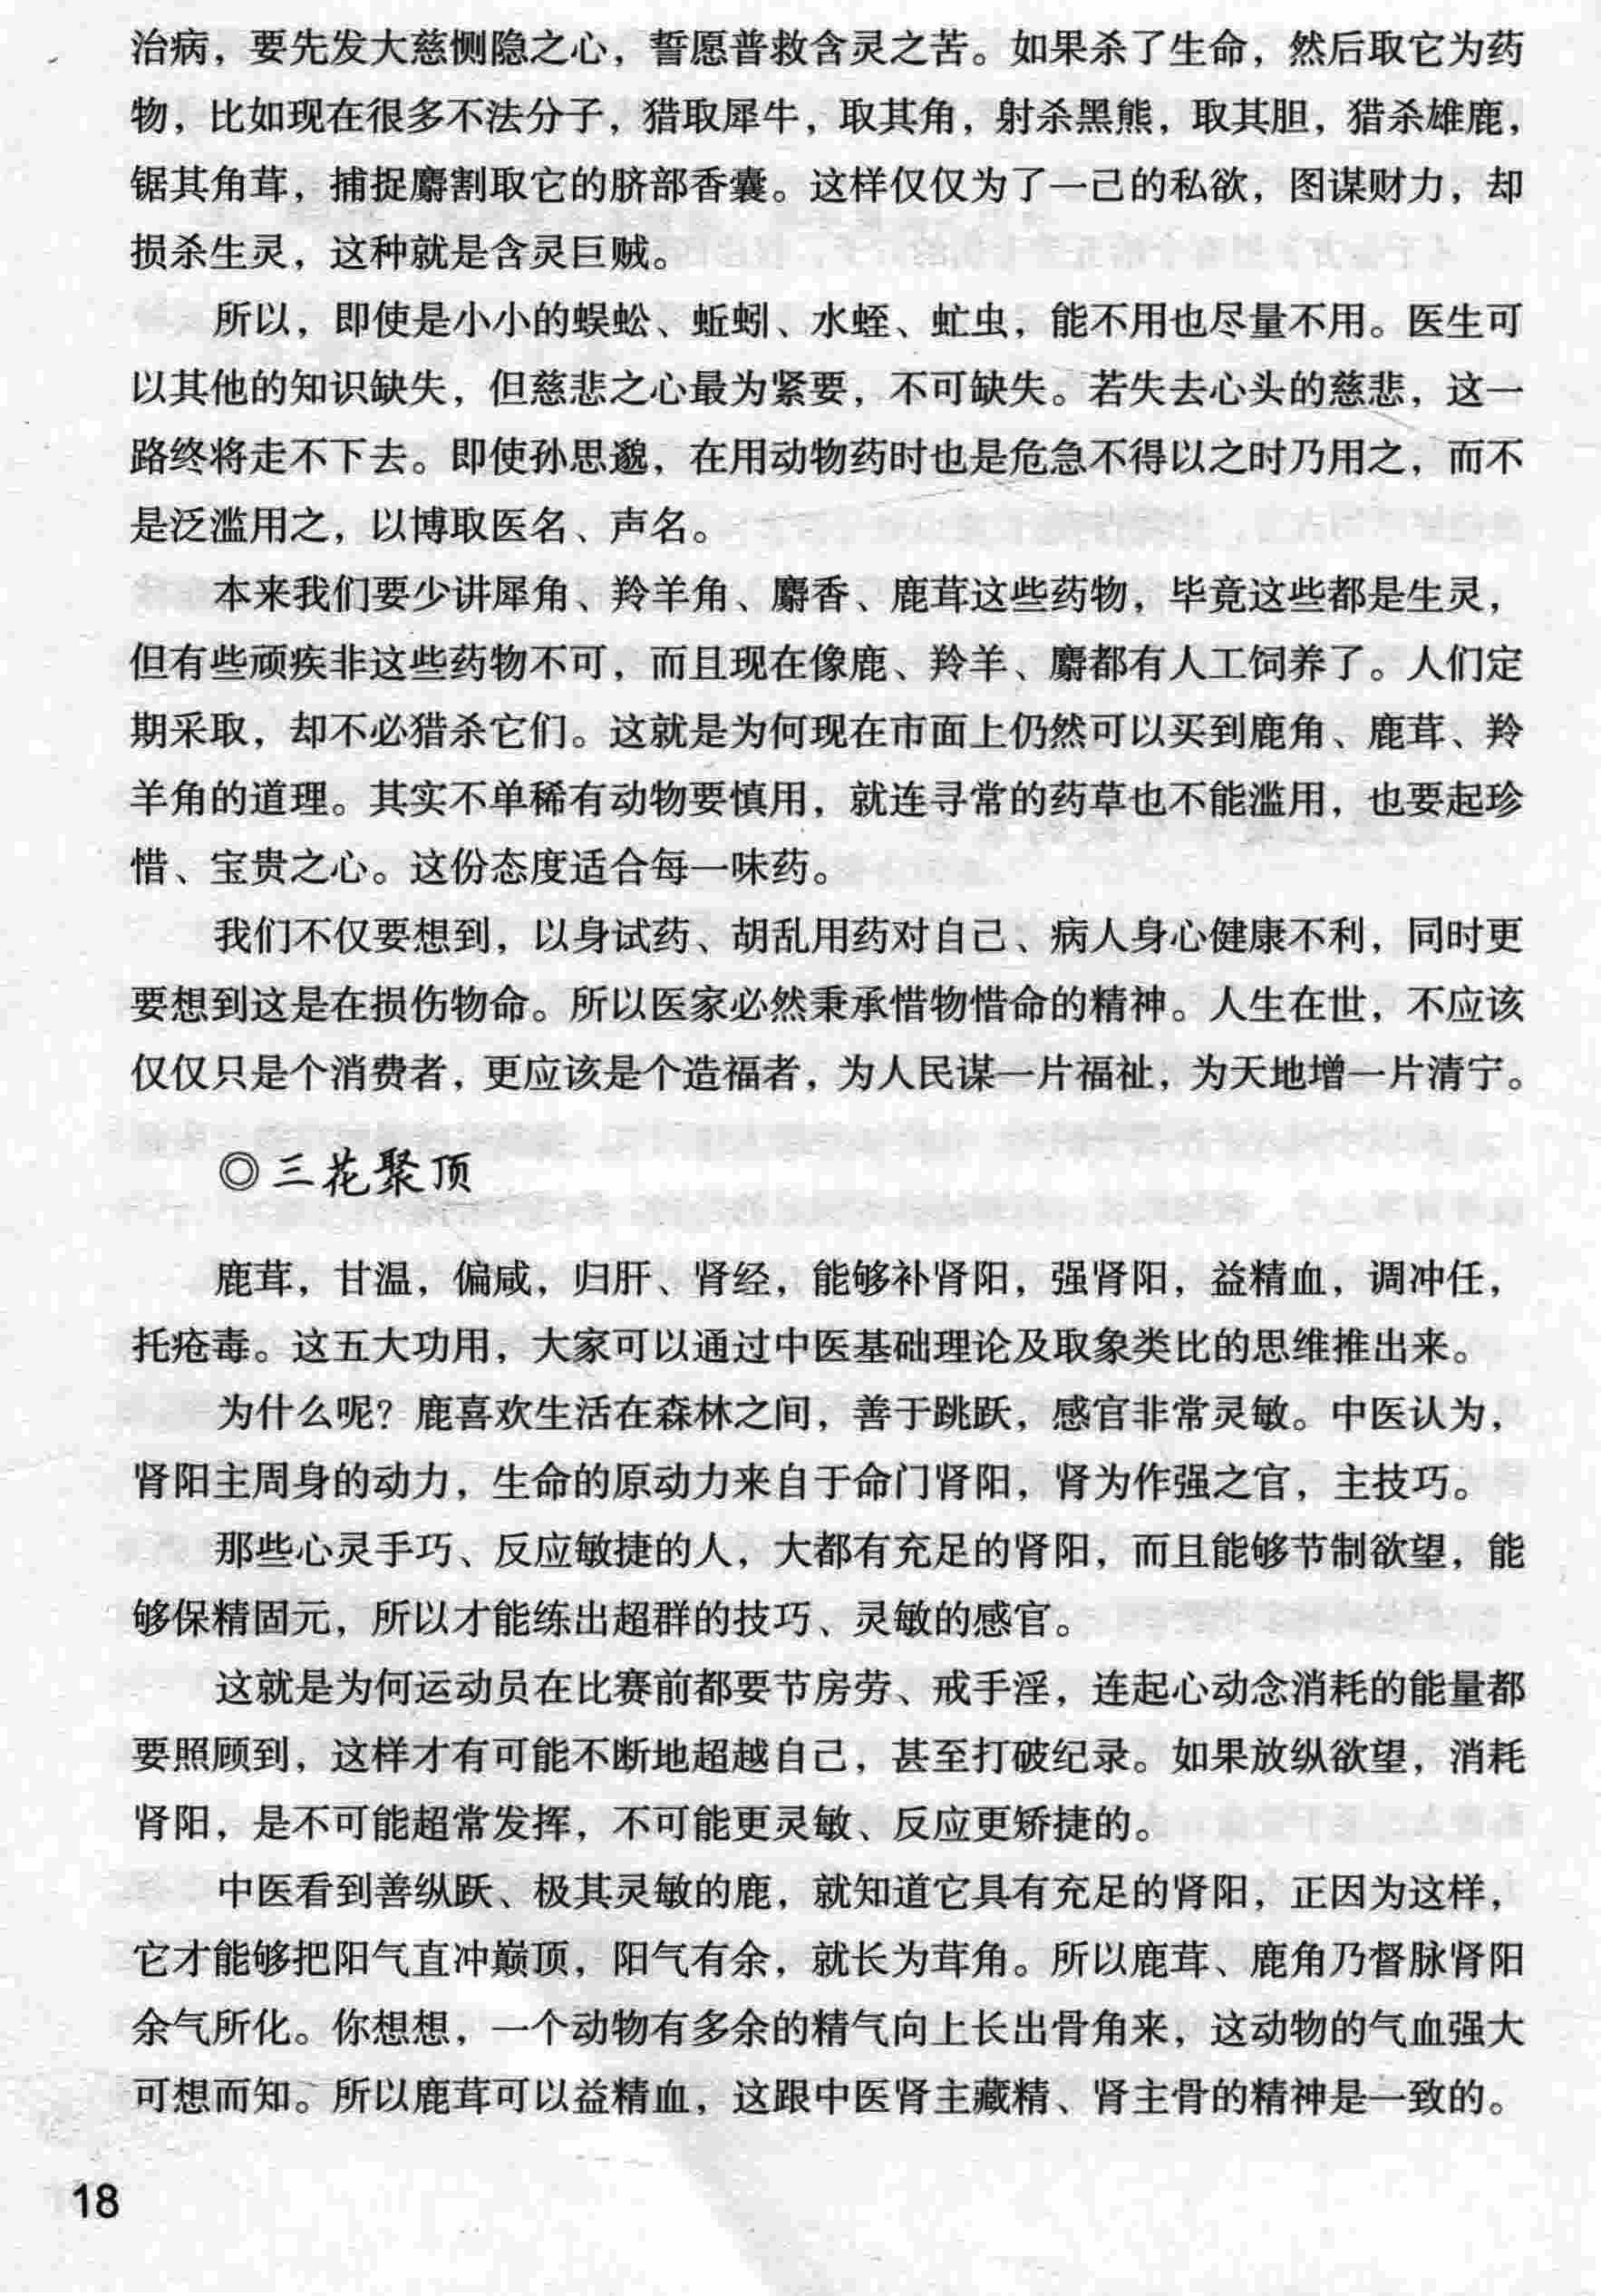 治病，要先发大慈恻隐之心，誓愿普救含灵之苦。如果杀了生命，然后取它为药
物，比如现在很多不法分子，猎取犀牛，取其角，射杀黑熊，取其胆，猎杀雄鹿，
锯其角茸，捕捉麝割取它的脐部香囊。这样仅仅为了一己的私欲，图谋财力，却
损杀生灵，这种就是含灵巨贼。
所以，即使是小小的蜈蚣、蚯蚓、水蛭、虻虫，能不用也尽量不用。医生可
以其他的知识缺失，但慈悲之心最为紧要，不可缺失。若失去心头的慈悲，这一
路终将走不下去。即使孙思邈，在用动物药时也是危急不得以之时乃用之，而不
是泛滥用之，以博取医名、声名。
本来我们要少讲犀角、羚羊角、麝香、鹿茸这些药物，毕竟这些都是生灵，
但有些顽疾非这些药物不可，而且现在像鹿、羚羊、麝都有人工饲养了。人们定
期采取，却不必猎杀它们。这就是为何现在市面上仍然可以买到鹿角、鹿茸、羚
羊角的道理。其实不单稀有动物要慎用，就连寻常的药草也不能滥用，也要起珍
惜、宝贵之心。这份态度适合每一味药。
我们不仅要想到，以身试药、胡乱用药对自己、病人身心健康不利，同时更
要想到这是在损伤物命。所以医家必然秉承惜物惜命的精神。人生在世，不应该
仅仅只是个消费者，更应该是个造福者，为人民谋一片福祉，为天地增一片清宁。
◎三花聚顶
鹿茸，甘温，偏咸，归肝、肾经，能够补肾阳，强肾阳，益精血，调冲任，
托疮毒。这五大功用，大家可以通过中医基础理论及取象类比的思维推出来。
为什么呢？鹿喜欢生活在森林之间，善于跳跃，感官非常灵敏。中医认为，
肾阳主周身的动力，生命的原动力来自于命门肾阳，肾为作强之官，主技巧。
那些心灵手巧、反应敏捷的人，大都有充足的肾阳，而且能够节制欲望，能
够保精固元，所以才能练出超群的技巧、灵敏的感官。
这就是为何运动员在比赛前都要节房劳、戒手淫，连起心动念消耗的能量都
要照顾到，这样才有可能不断地超越自己，甚至打破纪录。如果放纵欲望，消耗
肾阳，是不可能超常发挥，不可能更灵敏、反应更矫捷的。
中医看到善纵跃、极其灵敏的鹿，就知道它具有充足的肾阳，正因为这样，
它才能够把阳气直冲巅顶，阳气有余，就长为茸角。所以鹿茸、鹿角乃督脉肾阳
余气所化。你想想，一个动物有多余的精气向上长出骨角来，这动物的气血强大
可想而知。所以鹿茸可以益精血，这跟中医肾主藏精、肾主骨的精神是一致的。
18